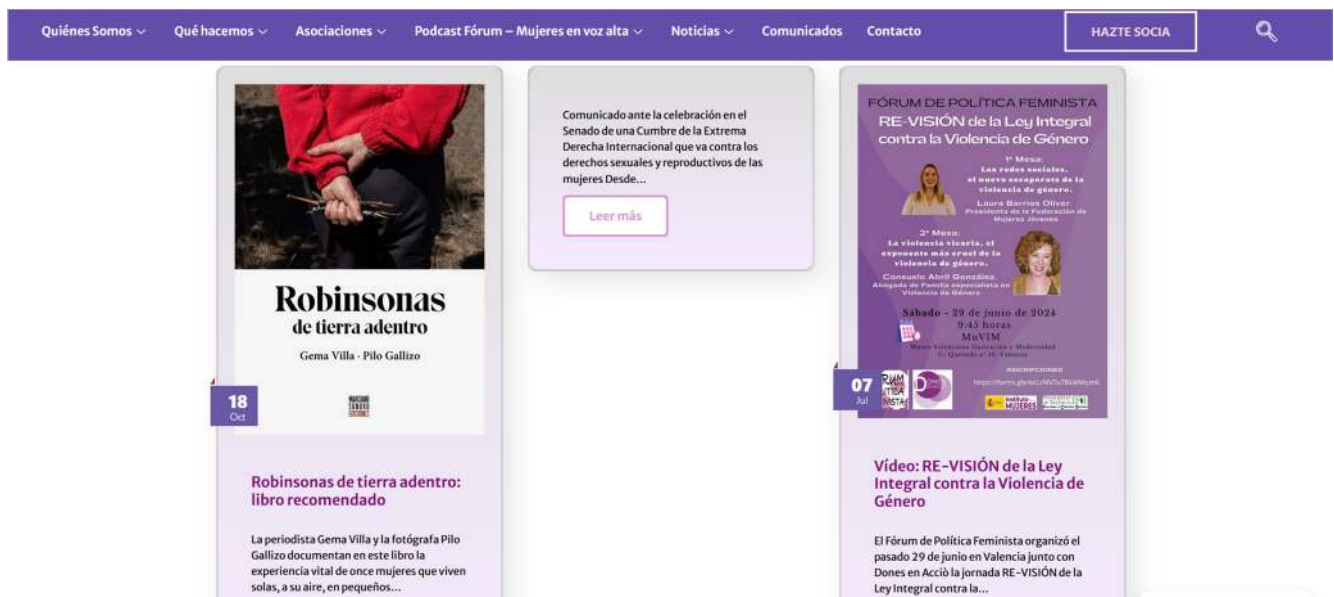 Quiénes Somos
Qué hacemos
Asociaciones
Podcast Fórum – Mujeres en voz alta
Noticias
Comunicados
Contacto
HAZTE SOCIA
Robinsonas
de tierra adentro
Gema Villa · Pilo Gallizo
18
Oct
Robinsonas de tierra adentro:
libro recomendado
La periodista Gema Villa y la fotógrafa Pilo
Gallizo documentan en este libro la
experiencia vital de once mujeres que viven
solas, a su aire, en pequeños...
Comunicado ante la celebración en el
Senado de una Cumbre de la Extrema
Derecha Internacional que va contra los
derechos sexuales y reproductivos de las
mujeres Desde...
Leer más
FÓRUM DE POLÍTICA FEMINISTA
RE-VISIÓN de la Ley Integral
contra la Violencia de Género
1ª Mesa:
Las redes sociales,
el nuevo escaparate de la
violencia de género.
Laura Barrios Oliver.
Presidenta de la Federación de
Mujeres Jóvenes
2ª Mesa:
La violencia vicaria, el
exponente más cruel de la
violencia de género.
Consuelo Abril González.
Abogada de Familia especialista en
Violencia de Género
Sábado - 29 de junio de 2024
9:45 horas
MuVIM
INSCRIPCIONES
MUJERES
07
Jul
Vídeo: RE-VISIÓN de la Ley
Integral contra la Violencia de
Género
El Fórum de Política Feminista organizó el
pasado 29 de junio en Valencia junto con
Dones en Acciò la jornada RE-VISIÓN de la
Ley Integral contra la...